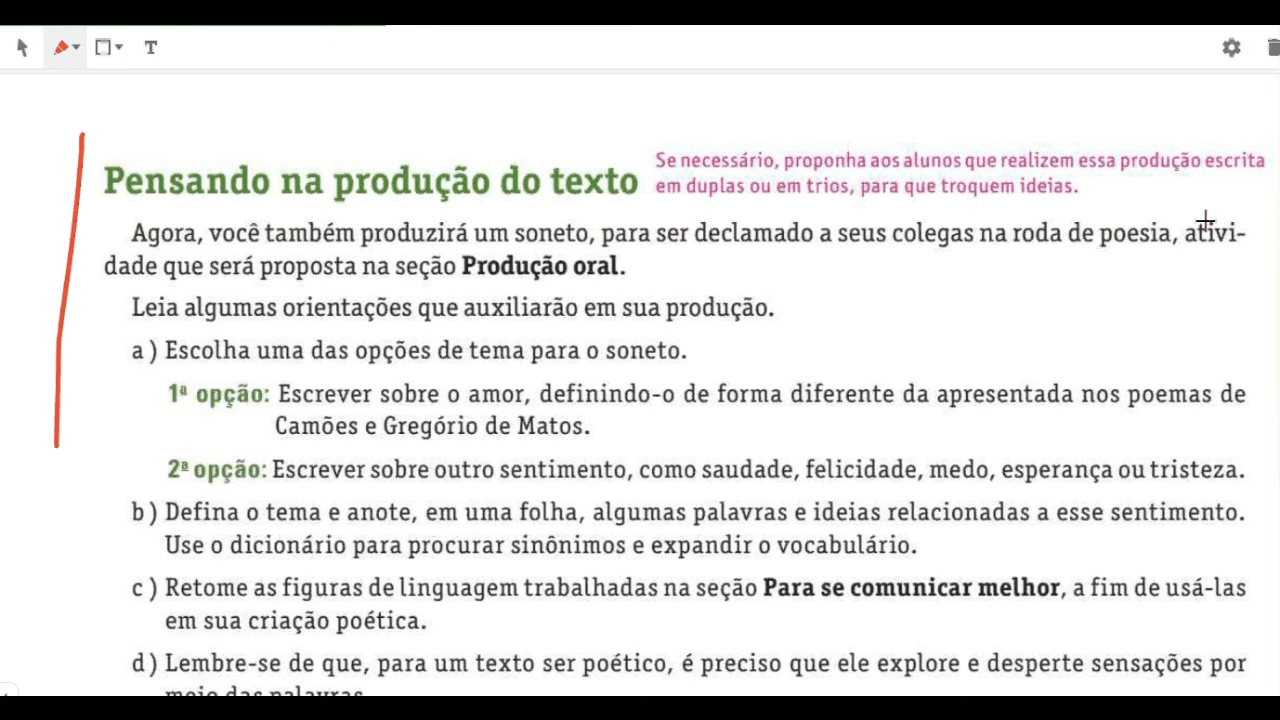 T
Pensando na produção do texto
Se necessário, proponha aos alunos que realizem essa produção escrita
em duplas ou em trios, para que troquem ideias.
Agora, você também produzirá um soneto, para ser declamado a seus colegas na roda de poesia, ativi-
dade que será proposta na seção Produção oral.
Leia algumas orientações que auxiliarão em sua produção.
a) Escolha uma das opções de tema para o soneto.
1ª opção: Escrever sobre o amor, definindo-o de forma diferente da apresentada nos poemas de
Camões e Gregório de Matos.
2ª opção: Escrever sobre outro sentimento, como saudade, felicidade, medo, esperança ou tristeza.
b) Defina o tema e anote, em uma folha, algumas palavras e ideias relacionadas a esse sentimento.
Use o dicionário para procurar sinônimos e expandir o vocabulário.
c) Retome as figuras de linguagem trabalhadas na seção Para se comunicar melhor, a fim de usá-las
em sua criação poética.
d) Lembre-se de que, para um texto ser poético, é preciso que ele explore e desperte sensações por
meio das palavras.